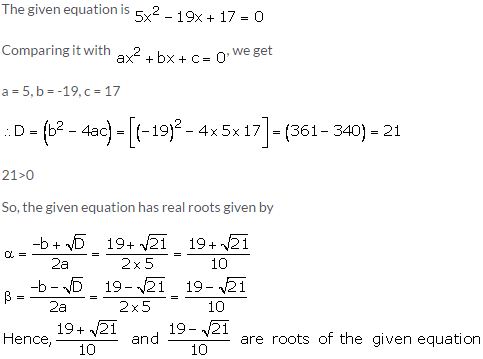 The given equation is 5x² − 19x + 17 = 0
Comparing it with ax² + bx + c = 0, we get
a = 5, b = -19, c = 17
∴D = (b² − 4ac) = [(−19)² − 4 x 5 x 17] = (361 − 340) = 21
21>0
So, the given equation has real roots given by
α = (−b + √D)/2a = (19 + √21)/(2 x 5) = (19 + √21)/10
β = (−b − √D)/2a = (19 − √21)/(2 x 5) = (19 − √21)/10
Hence, (19 + √21)/10 and (19 − √21)/10 are roots of the given equation